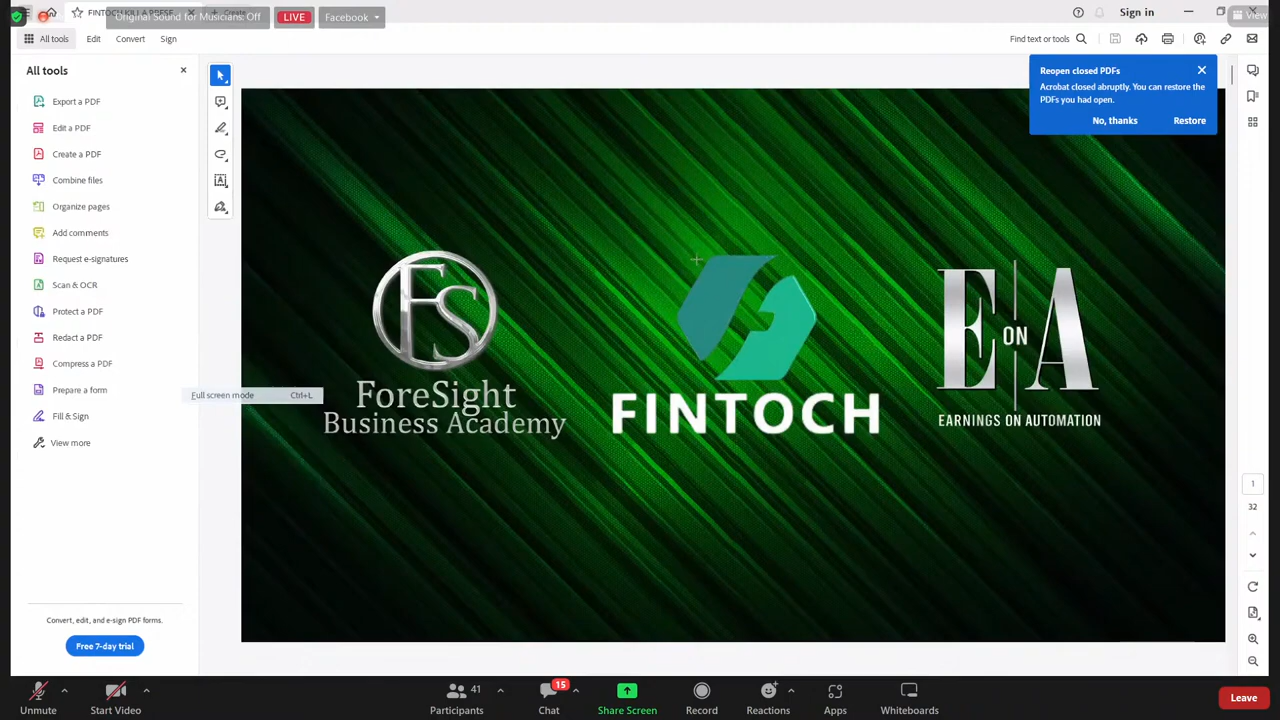 FINTOCH KILLA PRESE
Create
Original Sound for Musicians: Off
LIVE
Facebook
Sign in
View
All tools
Edit
Convert
Sign
Find text or tools
All tools
Export a PDF
Edit a PDF
Create a PDF
Combine files
Organize pages
Add comments
Request e-signatures
Scan & OCR
Protect a PDF
Redact a PDF
Compress a PDF
Prepare a form
Fill & Sign
View more
Convert, edit, and e-sign PDF forms.
Free 7-day trial
Full screen mode Ctrl+L
Reopen closed PDFs
Acrobat closed abruptly. You can restore the
PDFs you had open.
No, thanks Restore
FS
ForeSight
Business Academy
FINTOCH
E ON A
EARNINGS ON AUTOMATION
1
32
Unmute
Start Video
41
Participants
15
Chat
Share Screen
Record
Reactions
Apps
Whiteboards
Leave